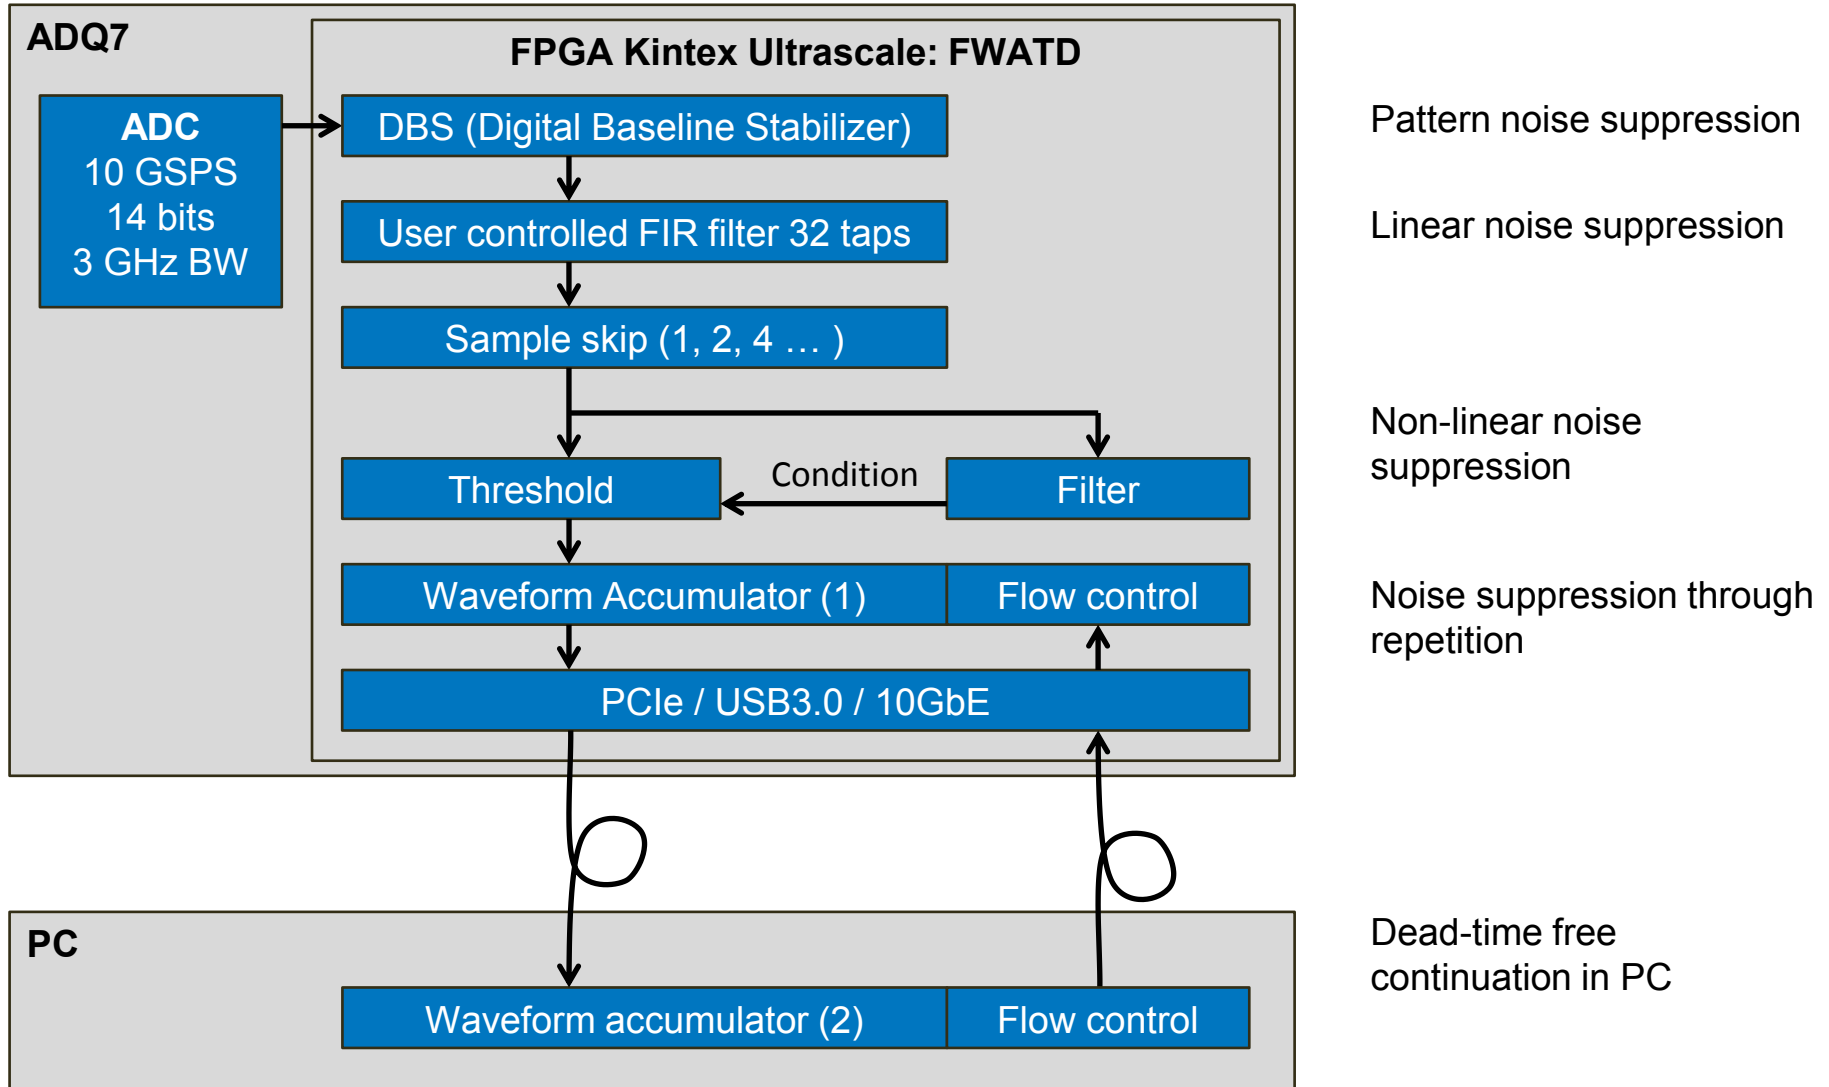 ADQ7
FPGA Kintex Ultrascale: FWATD
ADC
10 GSPS
14 bits
3 GHz BW
DBS (Digital Baseline Stabilizer)
Pattern noise suppression
User controlled FIR filter 32 taps
Linear noise suppression
Sample skip (1, 2, 4 … )
Non-linear noise
suppression
Threshold
Condition
Filter
Waveform Accumulator (1)
Flow control
Noise suppression through
repetition
PCIe / USB3.0 / 10GbE
PC
Dead-time free
continuation in PC
Waveform accumulator (2)
Flow control